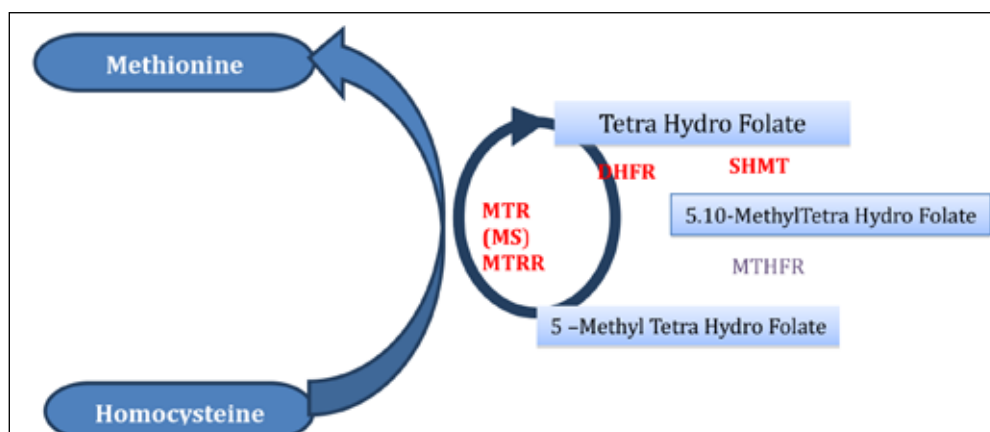 Methionine
Tetra Hydro Folate
DHFR
SHMT
MTR
(MS)
MTRR
5.10-MethylTetra Hydro Folate
MTHFR
5 –Methyl Tetra Hydro Folate
Homocysteine